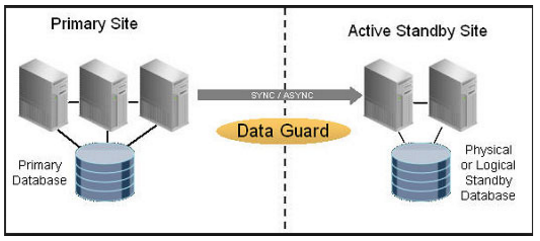 Primary Site
Active Standby Site
SYNC / ASYNC
Data Guard
Primary
Database
Physical
or Logical
Standby
Database